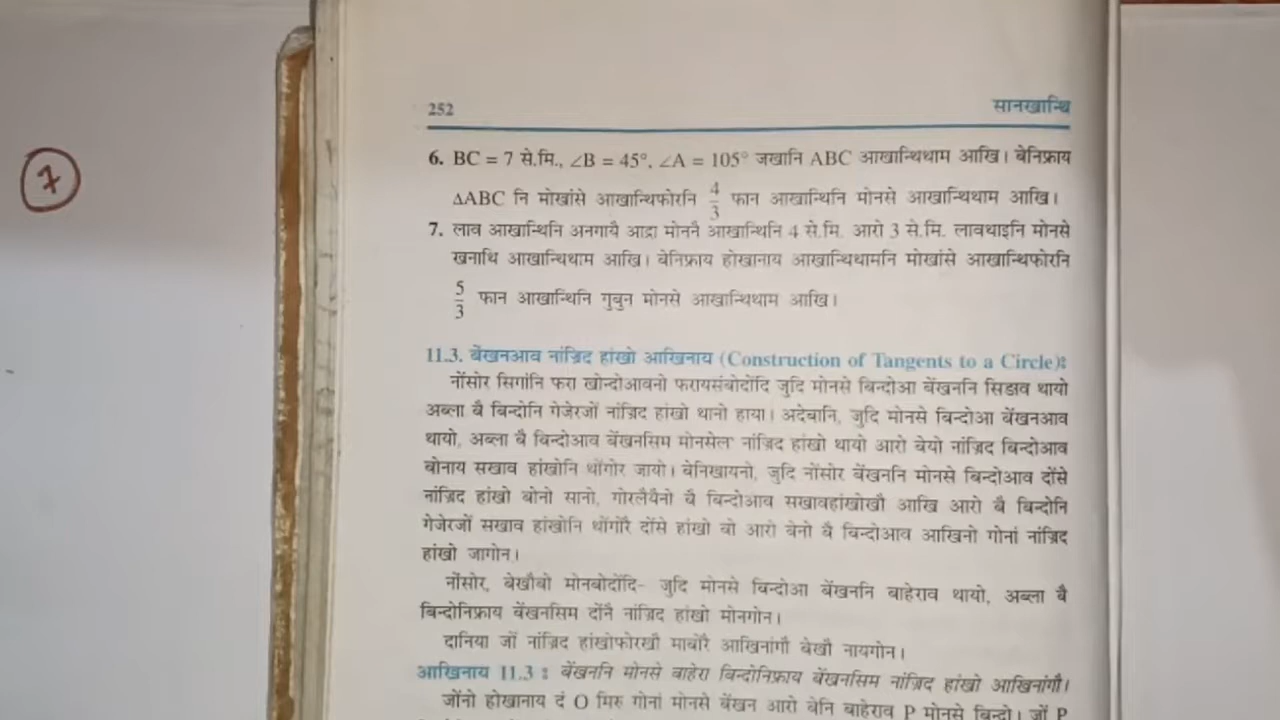 7
252 सानखान्थि
6. BC = 7 से.मि., ∠B = 45°, ∠A = 105° जखानि ABC आखान्थिथाम आखि। बेनिफ्राय
ΔABC नि मोखांसे आखान्थिफोरनि 4/3 फान आखान्थिनि मोनसे आखान्थिथाम आखि।
7. लाव आखान्थिनि अनगायै आद्रा मोननै आखान्थिनि 4 से.मि. आरो 3 से.मि. लावथाइनि मोनसे
खनाथि आखान्थिथाम आखि। बेनिफ्राय होखानाय आखान्थिथामनि मोखांसे आखान्थिफोरनि
5/3 फान आखान्थिनि गुबुन मोनसे आखान्थिथाम आखि।
11.3. बेंखनआव नांज्रिद हांखो आखिनाय (Construction of Tangents to a Circle):
नोंसोर सिगांनि फरा खोन्दोआवनो फरायसंबोदोंदि जुदि मोनसे बिन्दोआ बेंखननि सिङाव थायो
अब्ला बै बिन्दोनि गेजेरजों नांज्रिद हांखो थानो हाया। अदेबानि, जुदि मोनसे बिन्दोआ बेंखनआव
थायो, अब्ला बै बिन्दोआव बेंखनसिम मोनसेल' नांज्रिद हांखो थायो आरो बेयो नांज्रिद बिन्दोआव
बोनाय सखाव हांखोनि थोंगोर जायो। बेनिखायनो, जुदि नोंसोर बेंखननि मोनसे बिन्दोआव दोंसे
नांज्रिद हांखो बोनो सानो, गोरलैयैनो बै बिन्दोआव सखावहांखोखौ आखि आरो बै बिन्दोनि
गेजेरजों सखाव हांखोनि थोंगोरै दोंसे हांखो बो आरो बेनो बै बिन्दोआव आखिनो गोनां नांज्रिद
हांखो जागोन।
नोंसोर, बेखौबो मोनबोदोंदि- जुदि मोनसे बिन्दोआ बेंखननि बाहेराव थायो, अब्ला बै
बिन्दोनिफ्राय बेंखनसिम दोंनै नांज्रिद हांखो मोनगोन।
दानिया जों नांज्रिद हांखोफोरखौ माबोरै आखिनांगौ बेखौ नायगोन।
आखिनाय 11.3 : बेंखननि मोनसे बाहेरा बिन्दोनिफ्राय बेंखनसिम नांज्रिद हांखो आखिनांगौ।
जोंनो होखानाय दं O मिरु गोनां मोनसे बेंखन आरो बेनि बाहेराव P मोनसे बिन्दो। जों P